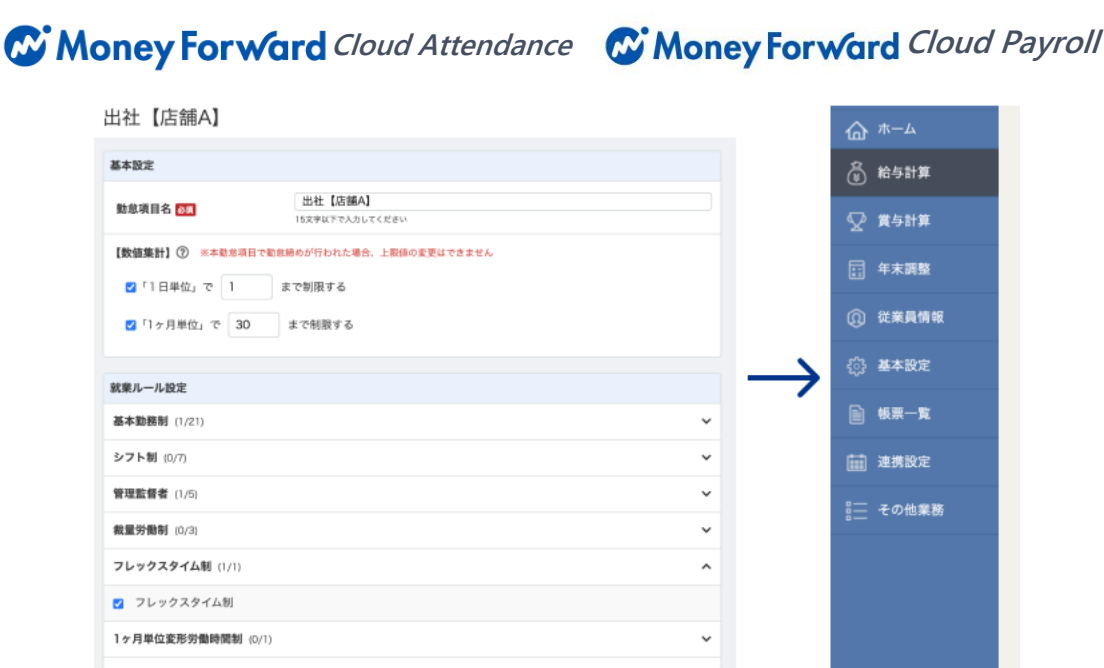 Money Forward Cloud Attendance
Money Forward Cloud Payroll
出社【店舗A】
基本設定
勤怠項目名 必須
出社【店舗A】
15文字以下で入力してください
【数値集計】? ※本勤怠項目で勤怠締めが行われた場合、上限値の変更はできません
「1日単位」で 1 まで制限する
「1ヶ月単位」で 30 まで制限する
就業ルール設定
基本勤務制 (1/21)
シフト制 (0/7)
管理監督者 (1/5)
裁量労働制 (0/3)
フレックスタイム制 (1/1)
フレックスタイム制
1ヶ月単位変形労働時間制 (0/1)
ホーム
給与計算
賞与計算
年末調整
従業員情報
基本設定
帳票一覧
連携設定
その他業務